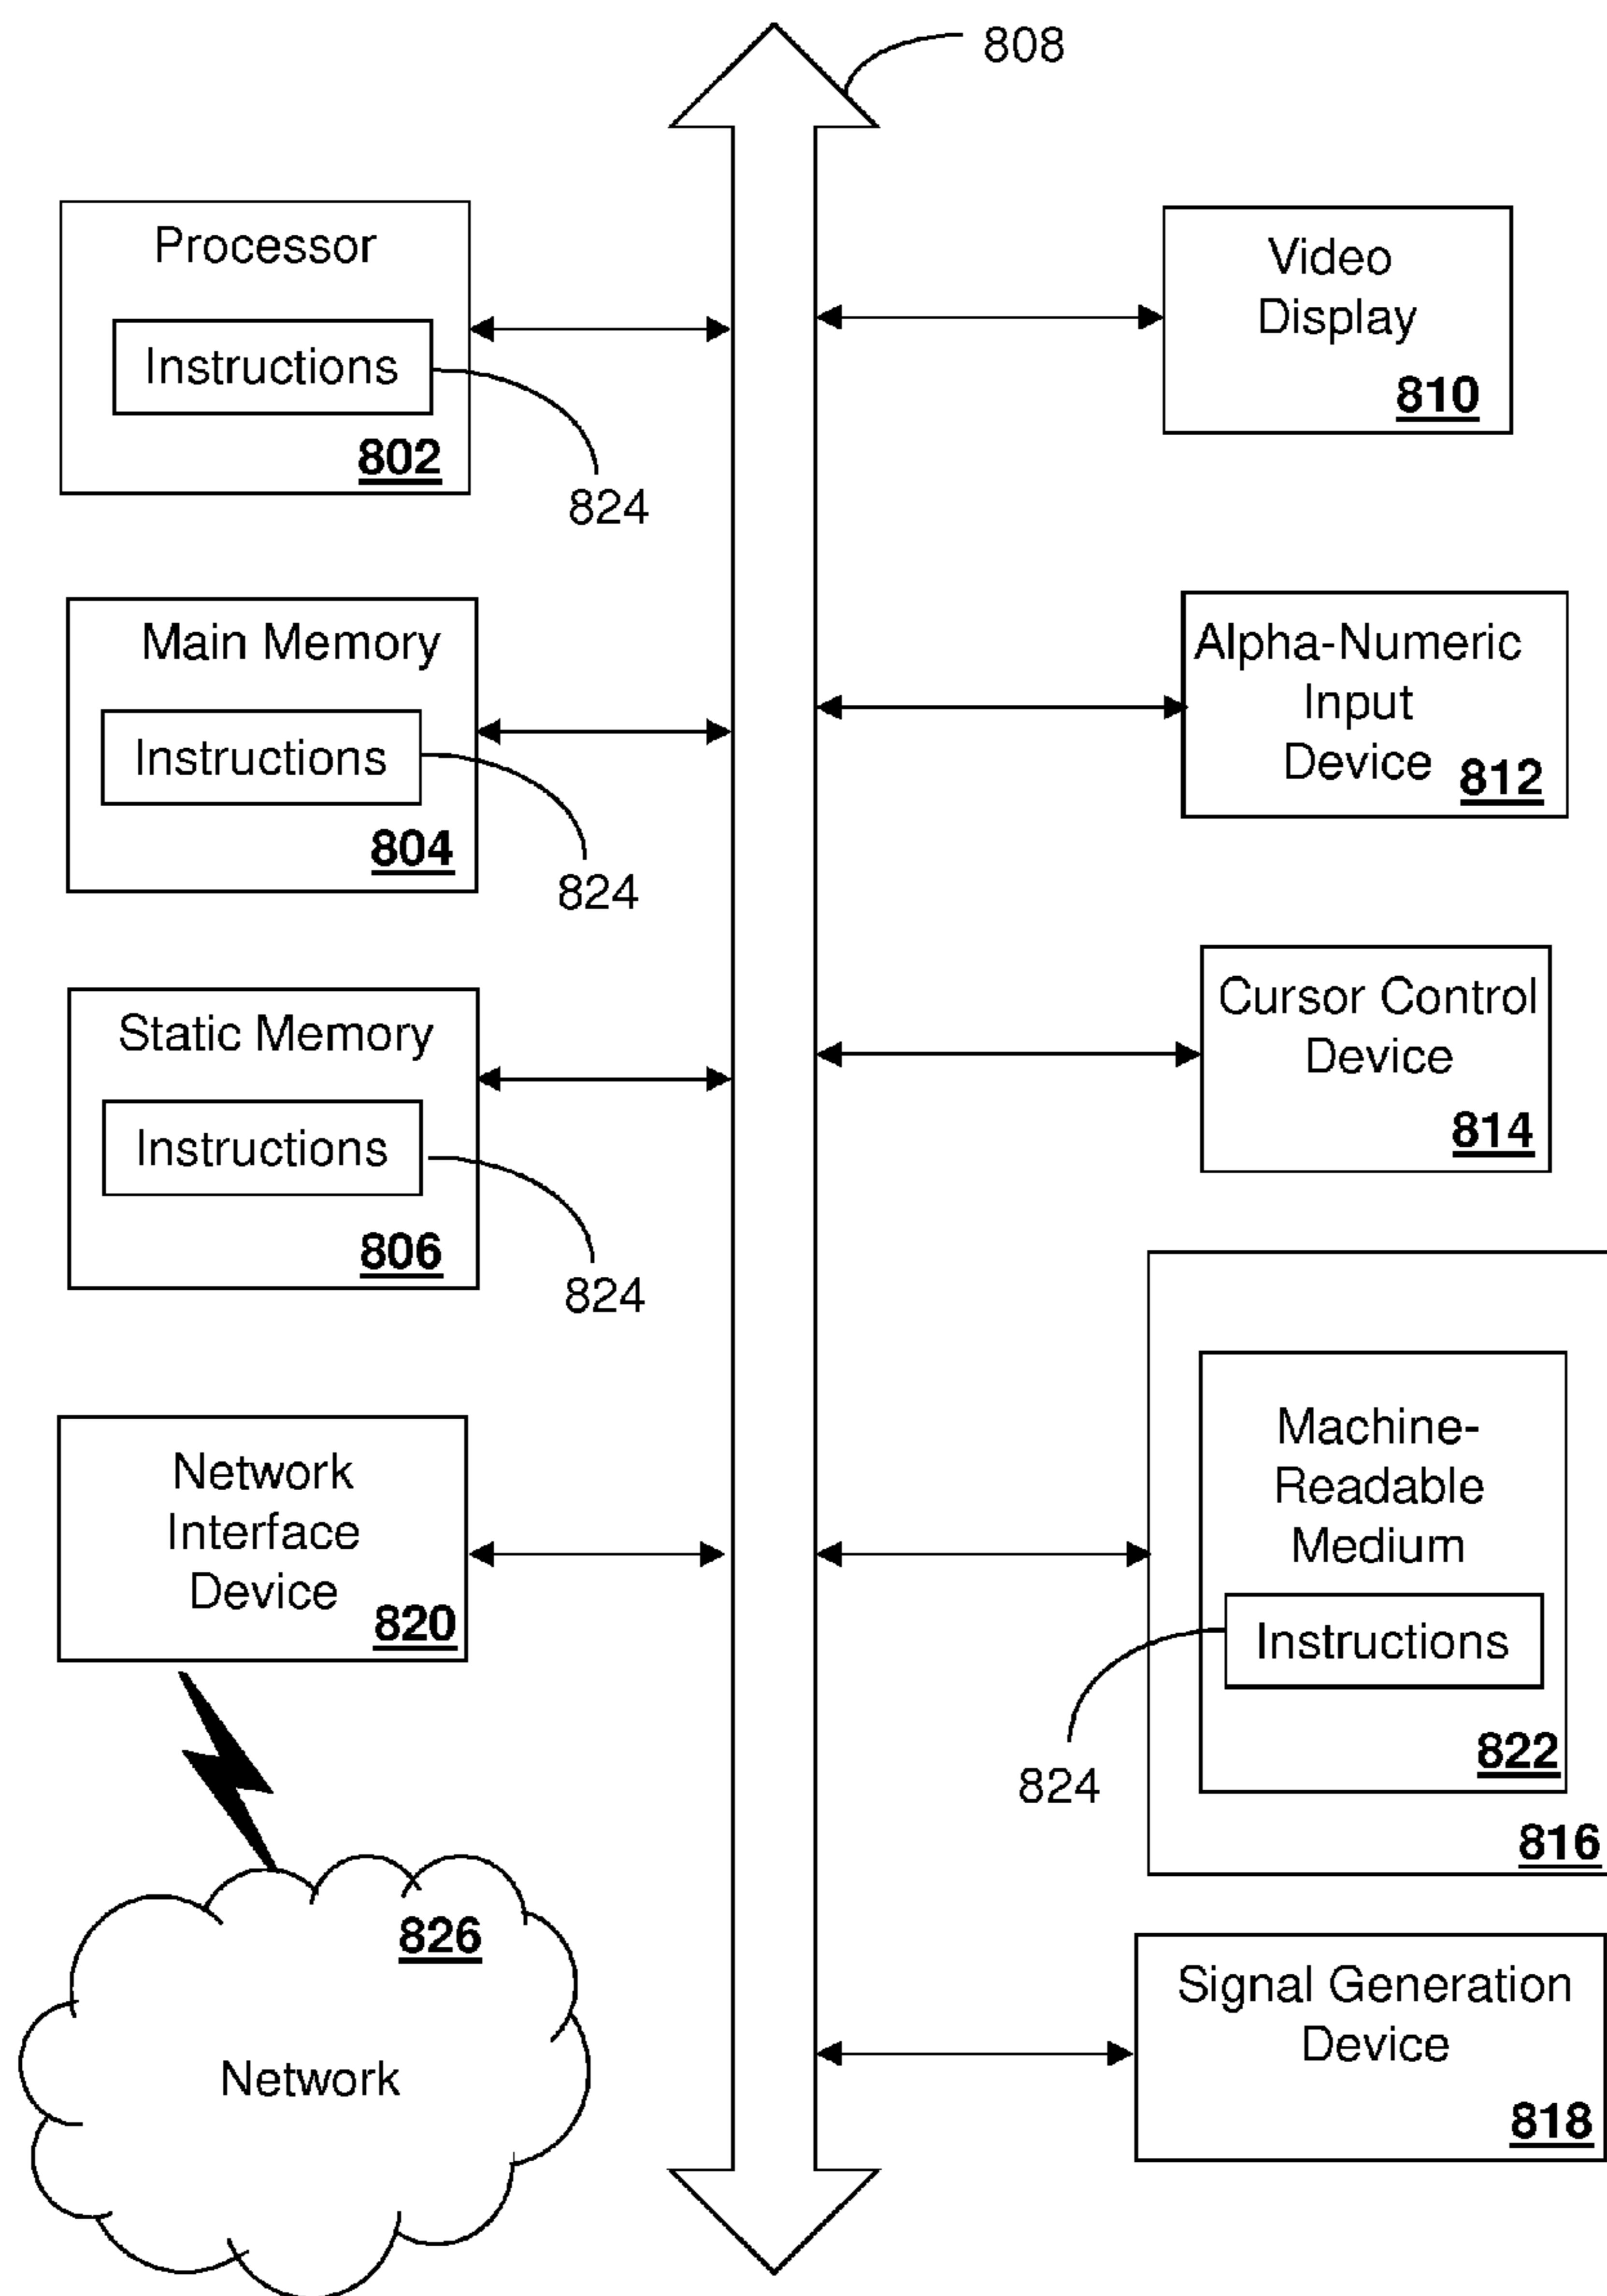 808
Processor
Instructions
802
824
Main Memory
Instructions
804
824
Static Memory
Instructions
806
824
Network
Interface
Device
820
826
Network
Video
Display
810
Alpha-Numeric
Input
Device
812
Cursor Control
Device
814
Machine-
Readable
Medium
Instructions
822
824
816
Signal Generation
Device
818